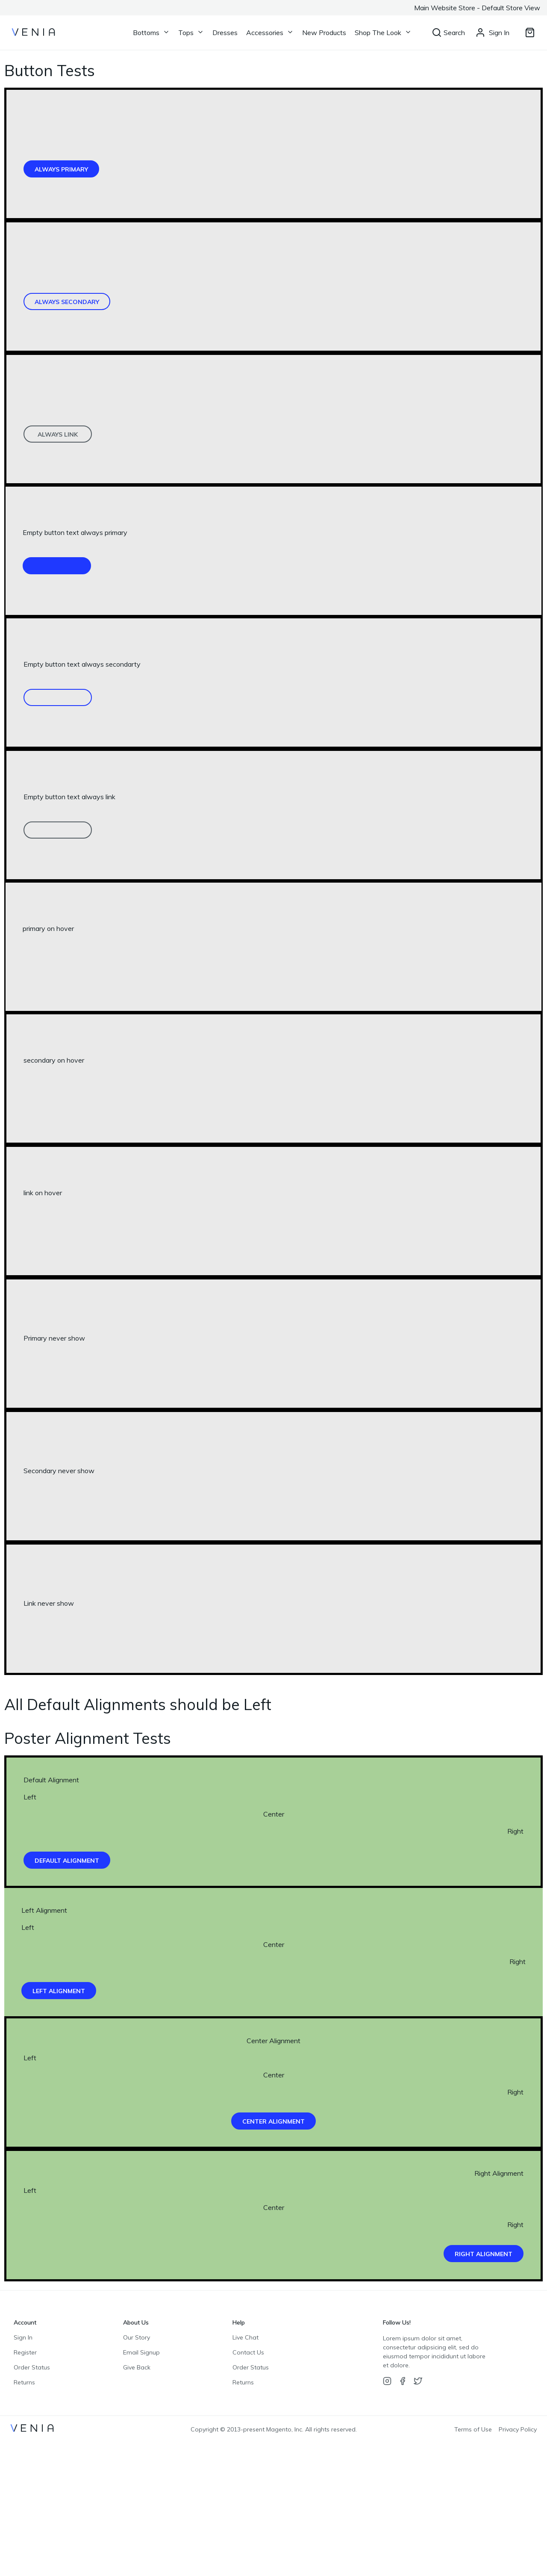 Main Website Store - Default Store View
VENIA
Bottoms Tops Dresses Accessories New Products Shop The Look Search Sign In
Button Tests
ALWAYS PRIMARY
ALWAYS SECONDARY
ALWAYS LINK
Empty button text always primary
Empty button text always secondarty
Empty button text always link
primary on hover
secondary on hover
link on hover
Primary never show
Secondary never show
Link never show
All Default Alignments should be Left
Poster Alignment Tests
Default Alignment
Left
Center
Right
DEFAULT ALIGNMENT
Left Alignment
Left
Center
Right
LEFT ALIGNMENT
Center Alignment
Left
Center
Right
CENTER ALIGNMENT
Right Alignment
Left
Center
Right
RIGHT ALIGNMENT
Account
Sign In
Register
Order Status
Returns
About Us
Our Story
Email Signup
Give Back
Help
Live Chat
Contact Us
Order Status
Returns
Follow Us!
Lorem ipsum dolor sit amet,
consectetur adipsicing elit, sed do
eiusmod tempor incididunt ut labore
et dolore.
VENIA
Copyright © 2013-present Magento, Inc. All rights reserved.
Terms of Use Privacy Policy